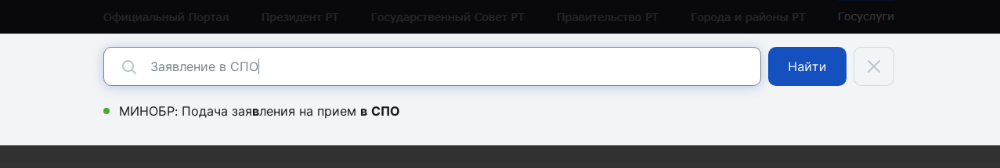 Официальный Портал Президент РТ Государственный Совет РТ Правительство РТ Города и районы РТ Госуслуги
Заявление в СПО Найти
МИНОБР: Подача заявления на прием в СПО